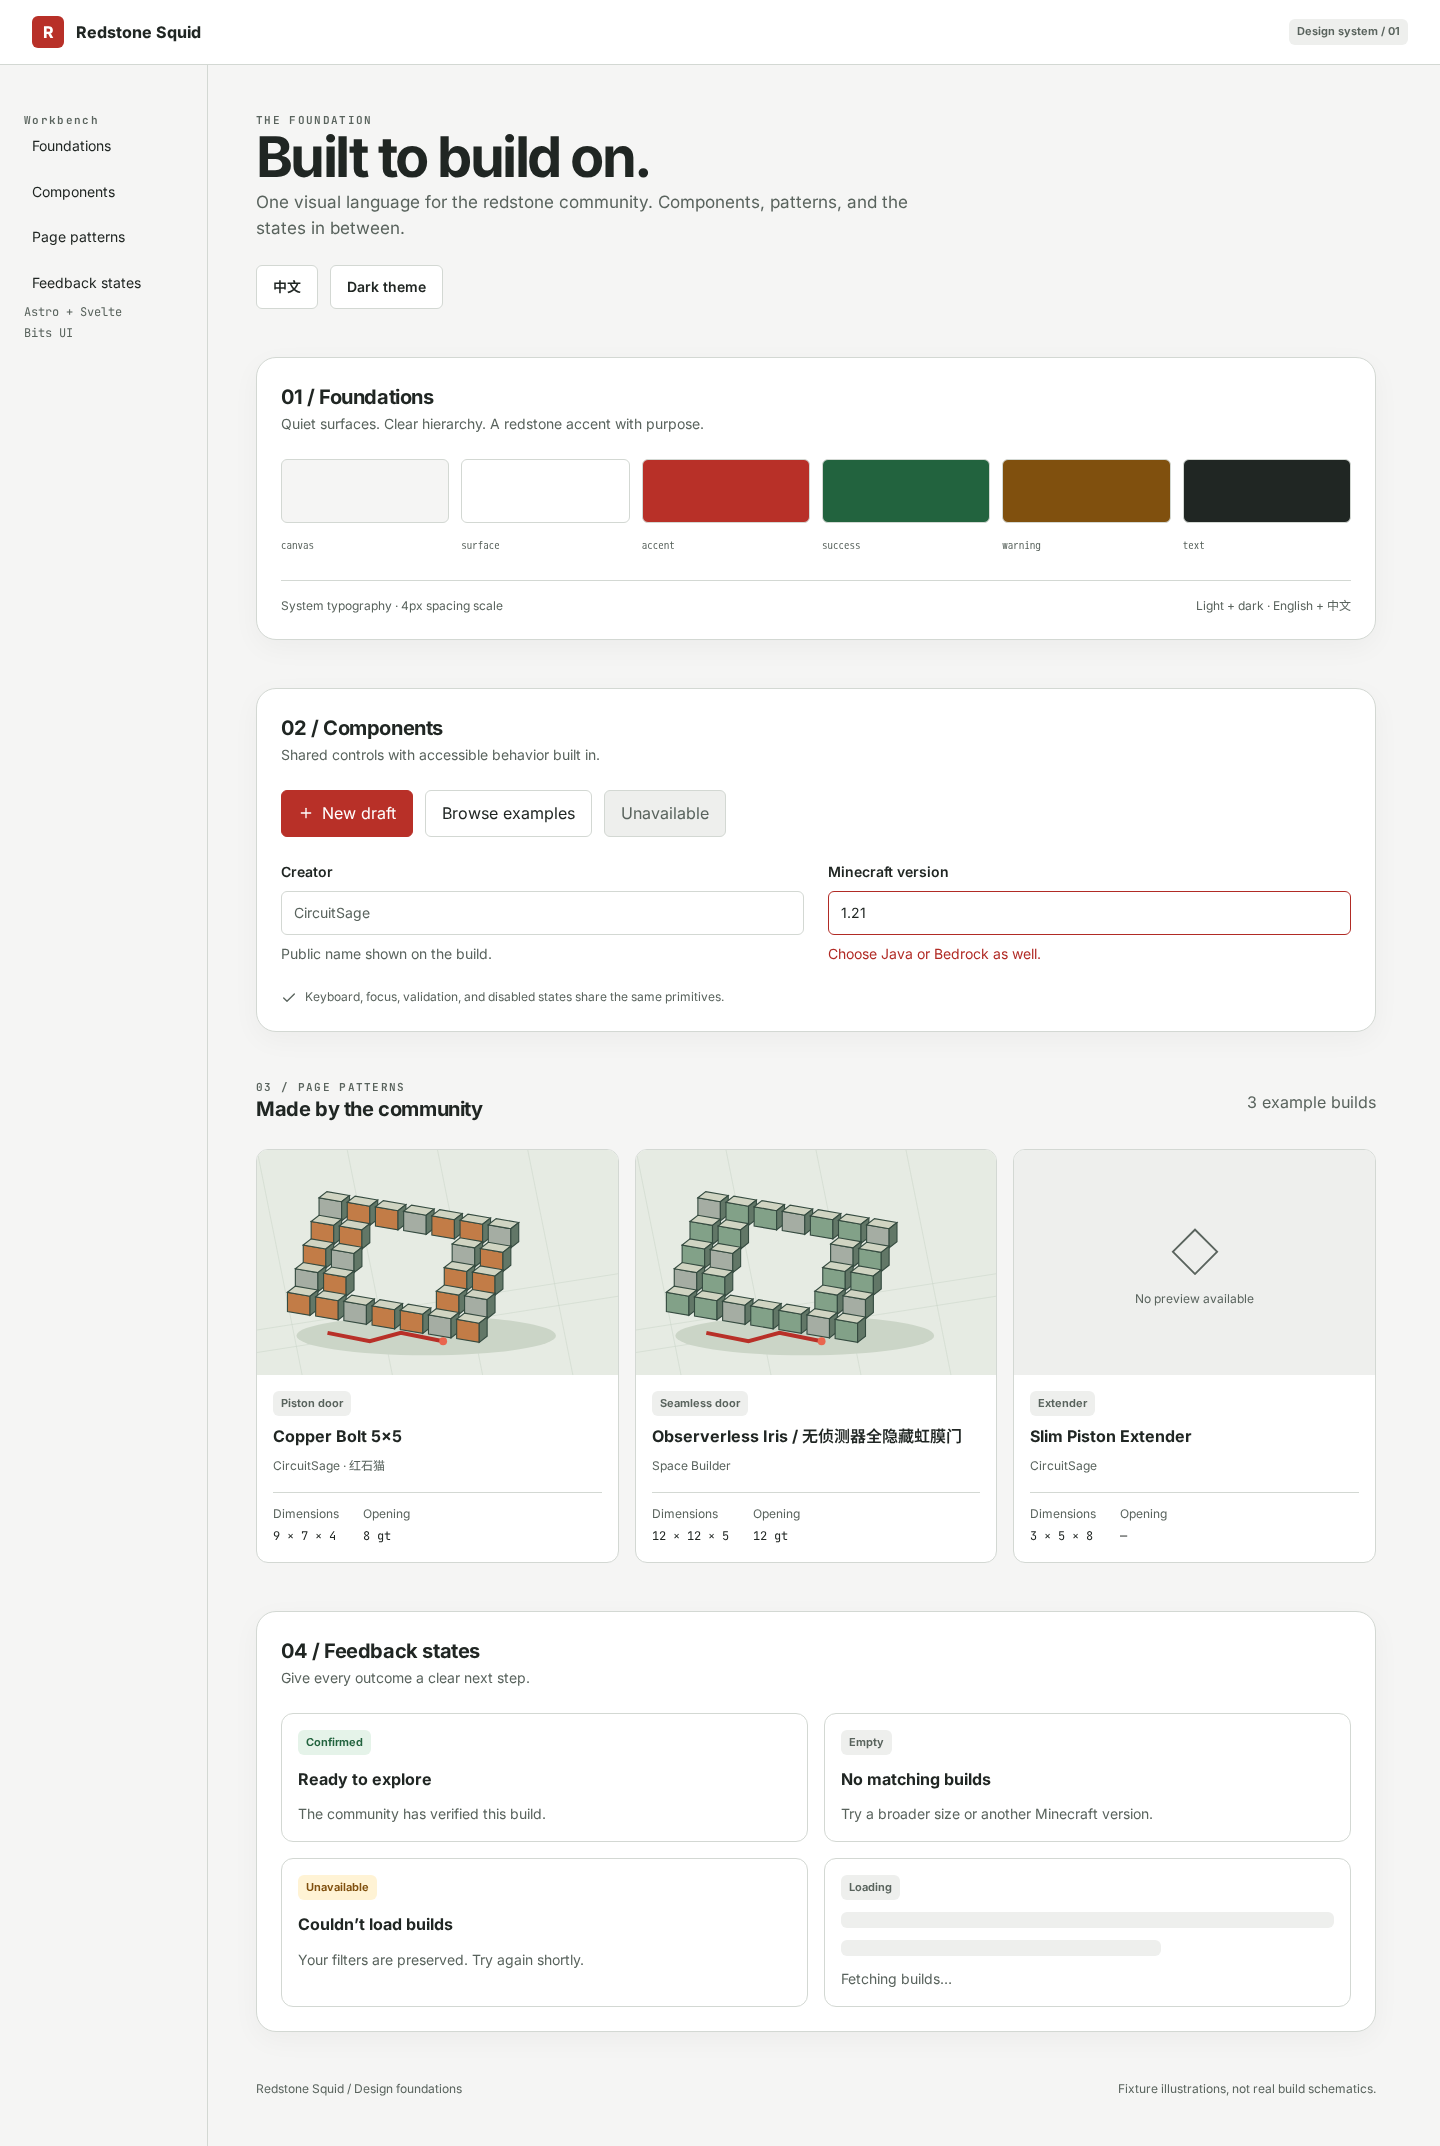 R
Redstone Squid
Design system / 01
Workbench
Foundations
Components
Page patterns
Feedback states
Astro + Svelte
Bits UI
THE FOUNDATION
Built to build on.
One visual language for the redstone community. Components, patterns, and the
states in between.
中文
Dark theme
01 / Foundations
Quiet surfaces. Clear hierarchy. A redstone accent with purpose.
canvas
surface
accent
success
warning
text
System typography · 4px spacing scale
Light + dark · English + 中文
02 / Components
Shared controls with accessible behavior built in.
+ New draft
Browse examples
Unavailable
Creator
CircuitSage
Public name shown on the build.
Minecraft version
1.21
Choose Java or Bedrock as well.
Keyboard, focus, validation, and disabled states share the same primitives.
03 / PAGE PATTERNS
Made by the community
3 example builds
Piston door
Copper Bolt 5×5
CircuitSage · 红石猫
Dimensions
Opening
9 × 7 × 4
8 gt
Seamless door
Observerless Iris / 无侦测器全隐藏虹膜门
Space Builder
Dimensions
Opening
12 × 12 × 5
12 gt
No preview available
Extender
Slim Piston Extender
CircuitSage
Dimensions
Opening
3 × 5 × 8
—
04 / Feedback states
Give every outcome a clear next step.
Confirmed
Ready to explore
The community has verified this build.
Empty
No matching builds
Try a broader size or another Minecraft version.
Unavailable
Couldn’t load builds
Your filters are preserved. Try again shortly.
Loading
Fetching builds…
Redstone Squid / Design foundations
Fixture illustrations, not real build schematics.